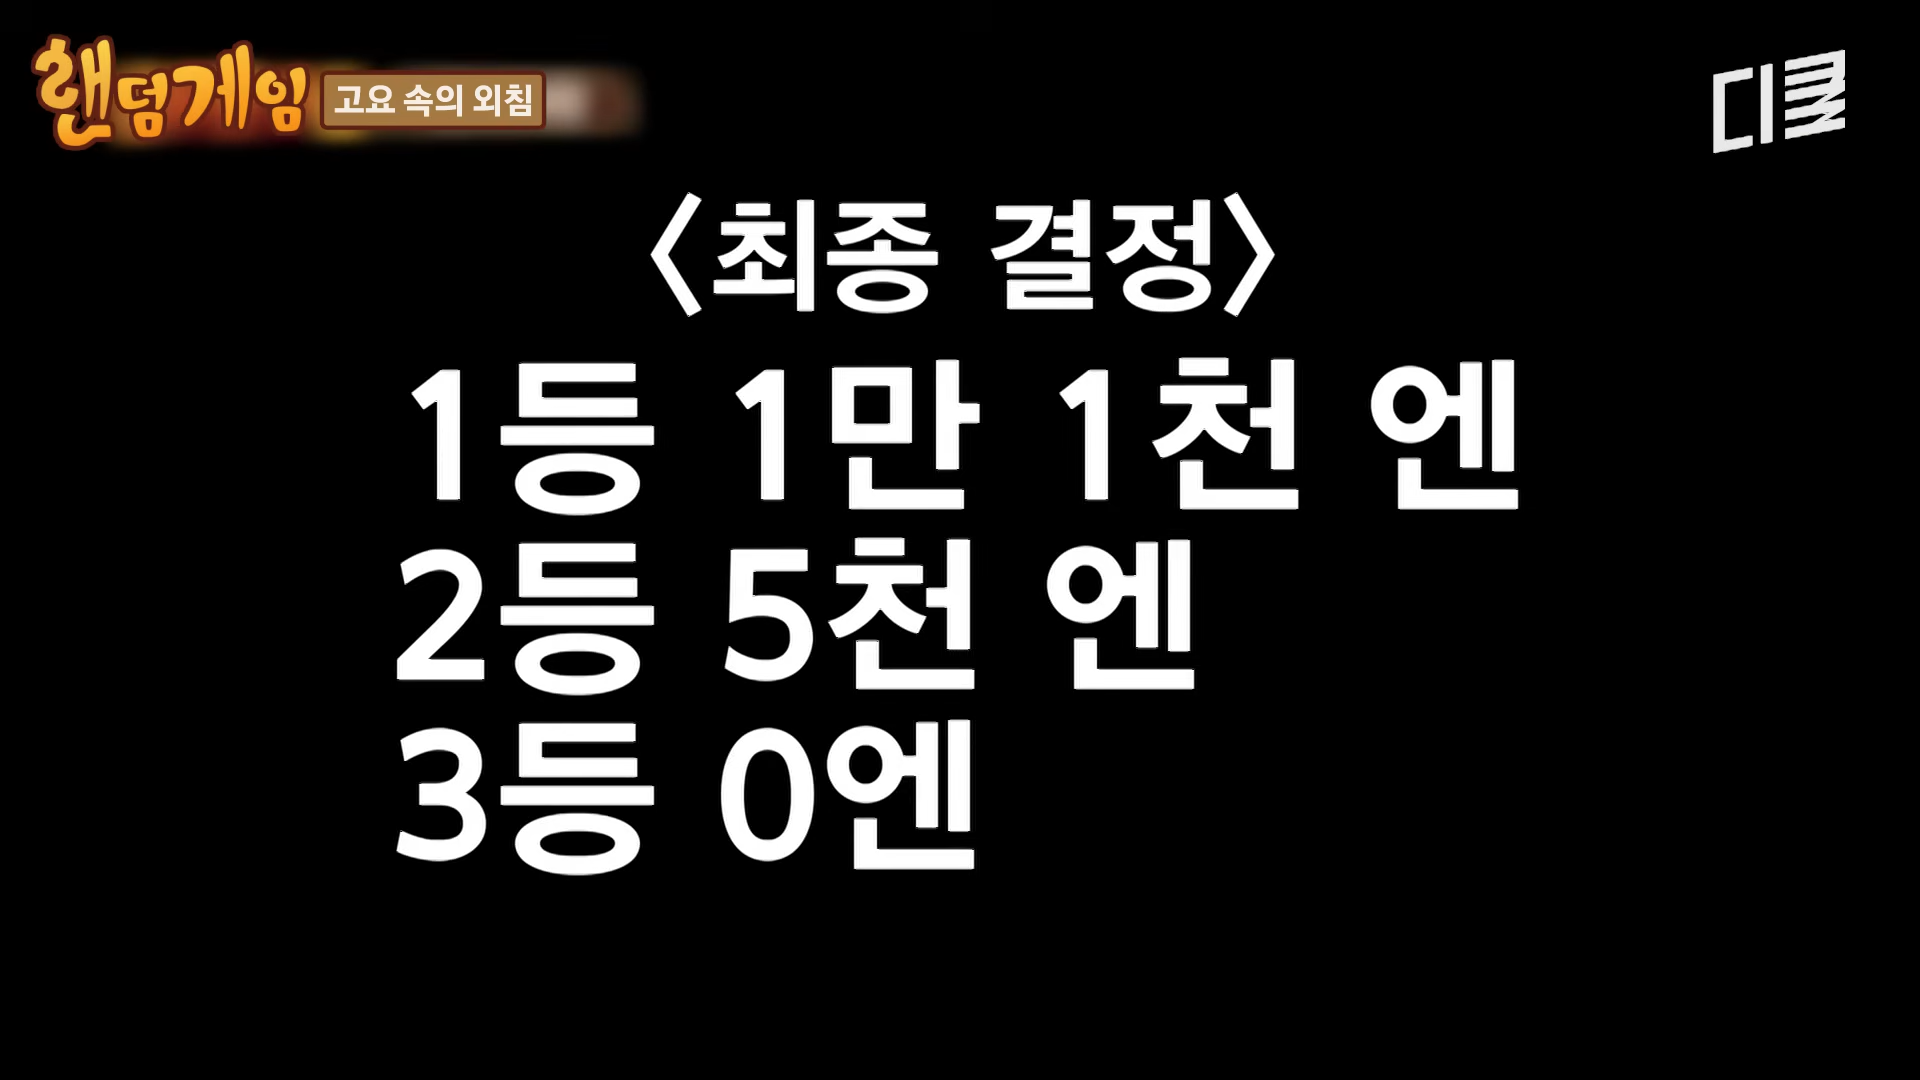 랜덤게임 고요 속의 외침
디글
<최종 결정>
1등 1만 1천 엔
2등 5천 엔
3등 0엔